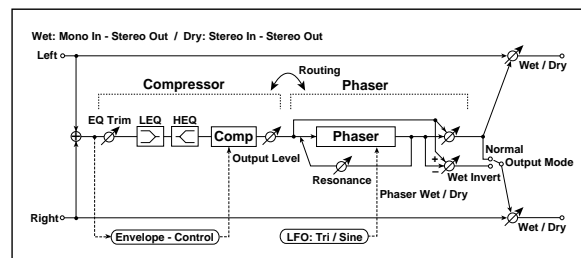 Wet: Mono In - Stereo Out / Dry: Stereo In - Stereo Out
Left
Wet / Dry
Routing
Compressor
Phaser
EQ Trim
LEQ
HEQ
Comp
Phaser
Normal
Output Level
+
−
Output Mode
Resonance
Wet Invert
Phaser Wet / Dry
Right
Wet / Dry
Envelope - Control
LFO: Tri / Sine